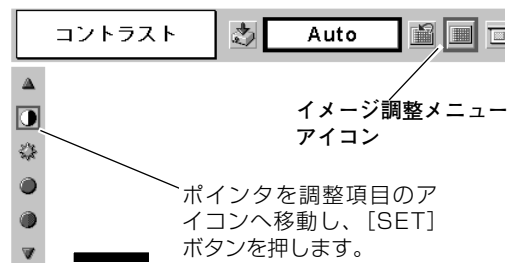 コントラスト
Auto
イメージ調整メニュー
アイコン
ポインタを調整項目のア
イコンへ移動し、［SET］
ボタンを押します。